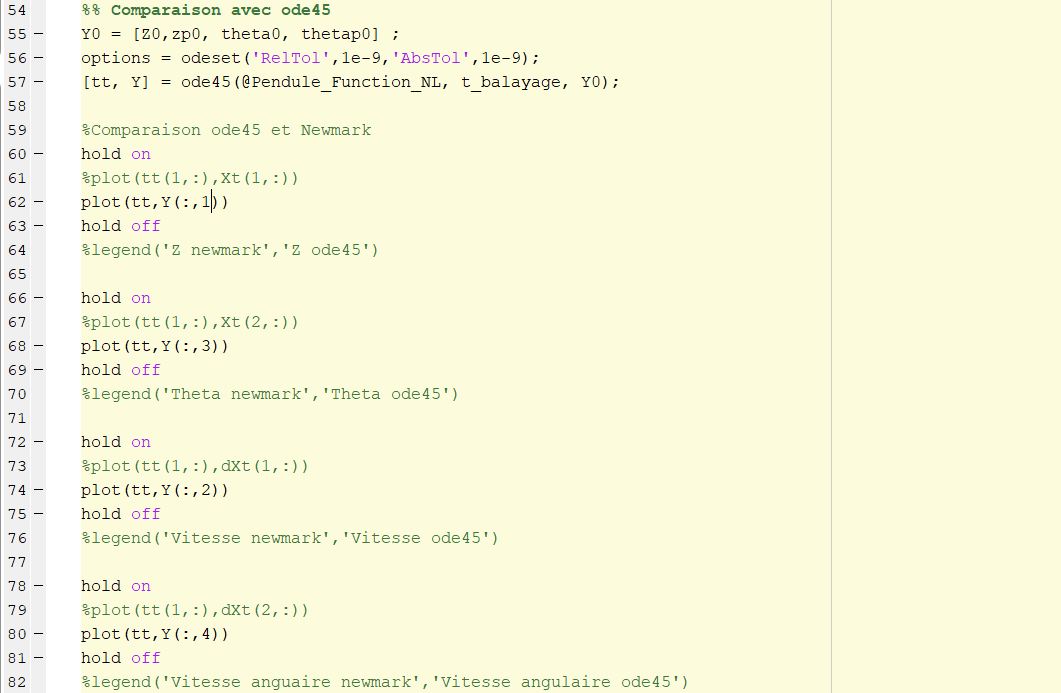 54 %% Comparaison avec ode45
55 – Y0 = [Z0,zp0, theta0, thetap0] ;
56 – options = odeset('RelTol',1e-9,'AbsTol',1e-9);
57 – [tt, Y] = ode45(@Pendule_Function_NL, t_balayage, Y0);
58
59 %Comparaison ode45 et Newmark
60 – hold on
61 %plot(tt(1,:),Xt(1,:))
62 – plot(tt,Y(:,1))
63 – hold off
64 %legend('Z newmark','Z ode45')
65
66 – hold on
67 %plot(tt(1,:),Xt(2,:))
68 – plot(tt,Y(:,3))
69 – hold off
70 %legend('Theta newmark','Theta ode45')
71
72 – hold on
73 %plot(tt(1,:),dXt(1,:))
74 – plot(tt,Y(:,2))
75 – hold off
76 %legend('Vitesse newmark','Vitesse ode45')
77
78 – hold on
79 %plot(tt(1,:),dXt(2,:))
80 – plot(tt,Y(:,4))
81 – hold off
82 %legend('Vitesse anguaire newmark','Vitesse angulaire ode45')